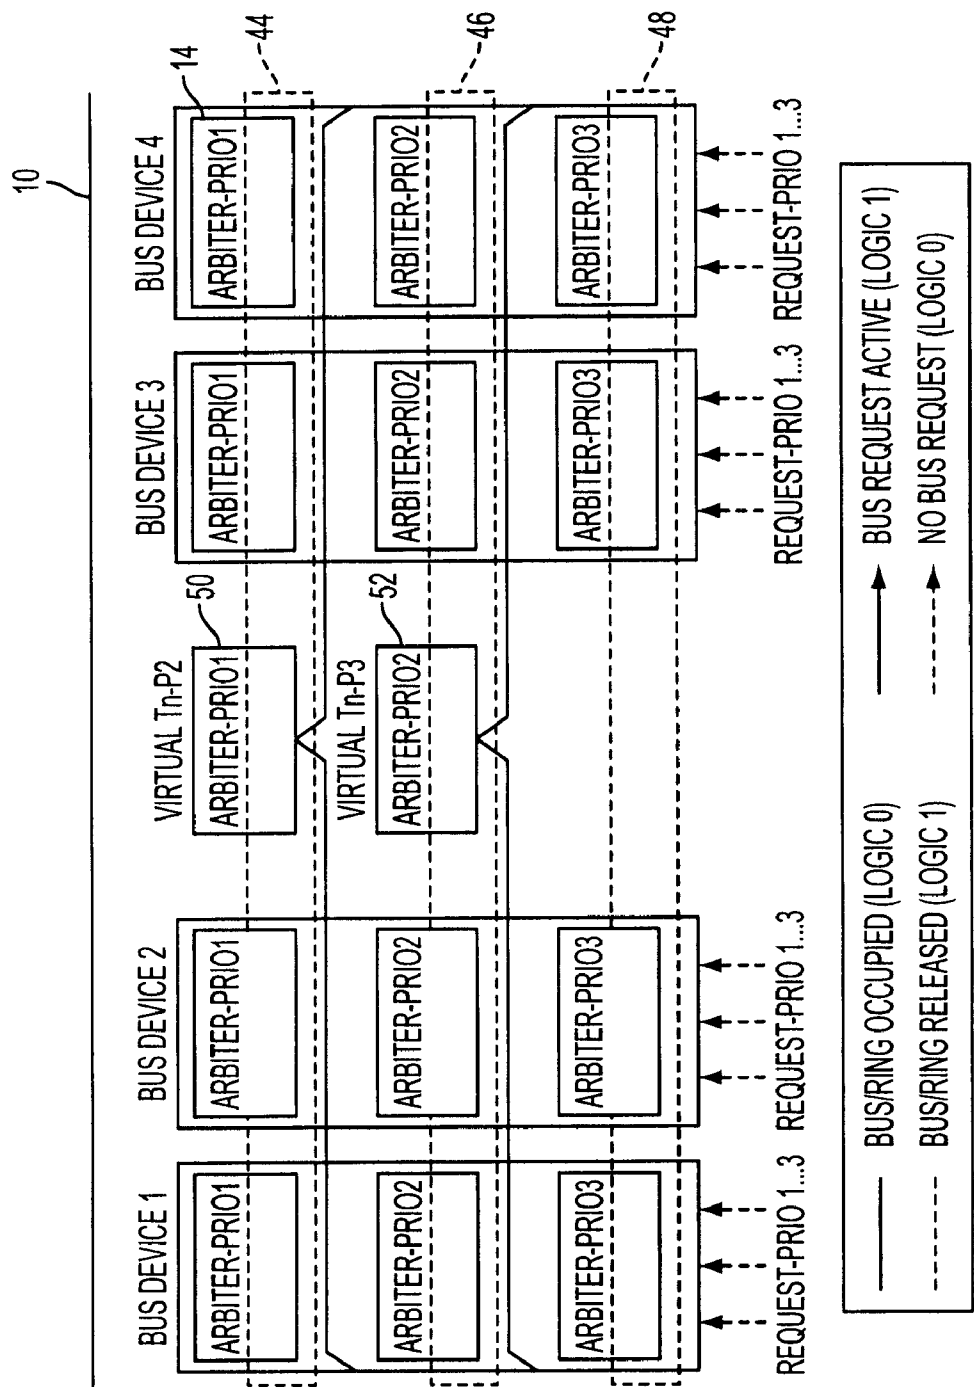 10
BUS DEVICE 1
BUS DEVICE 2
VIRTUAL Tn-P2
BUS DEVICE 3
BUS DEVICE 4
50
14
ARBITER-PRIO1
ARBITER-PRIO1
ARBITER-PRIO1
ARBITER-PRIO1
ARBITER-PRIO1
44
VIRTUAL Tn-P3
52
ARBITER-PRIO2
ARBITER-PRIO2
ARBITER-PRIO2
ARBITER-PRIO2
ARBITER-PRIO2
46
ARBITER-PRIO3
ARBITER-PRIO3
ARBITER-PRIO3
ARBITER-PRIO3
48
REQUEST-PRIO 1...3
REQUEST-PRIO 1...3
REQUEST-PRIO 1...3
REQUEST-PRIO 1...3
BUS/RING OCCUPIED (LOGIC 0)
BUS REQUEST ACTIVE (LOGIC 1)
BUS/RING RELEASED (LOGIC 1)
NO BUS REQUEST (LOGIC 0)